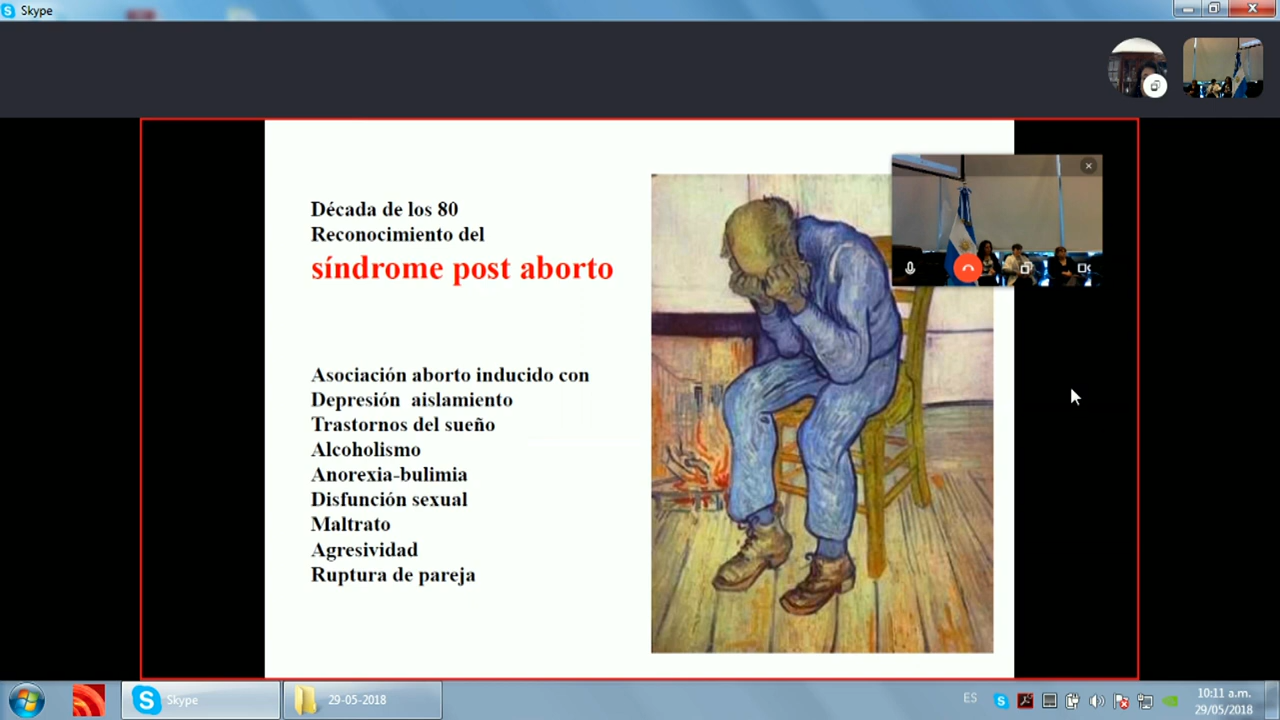 Skype
Década de los 80
Reconocimiento del
síndrome post aborto
Asociación aborto inducido con
Depresión aislamiento
Trastornos del sueño
Alcoholismo
Anorexia-bulimia
Disfunción sexual
Maltrato
Agresividad
Ruptura de pareja
Skype
29-05-2018
ES
10:11 a.m.
29/05/2018